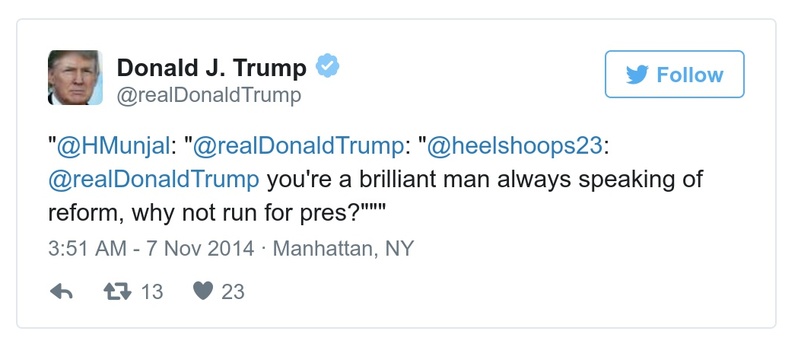 Donald J. Trump
@realDonaldTrump
Follow
"@HMunjal: "@realDonaldTrump: "@heelshoops23:
@realDonaldTrump you're a brilliant man always speaking of
reform, why not run for pres?"""
3:51 AM - 7 Nov 2014 · Manhattan, NY
13 23